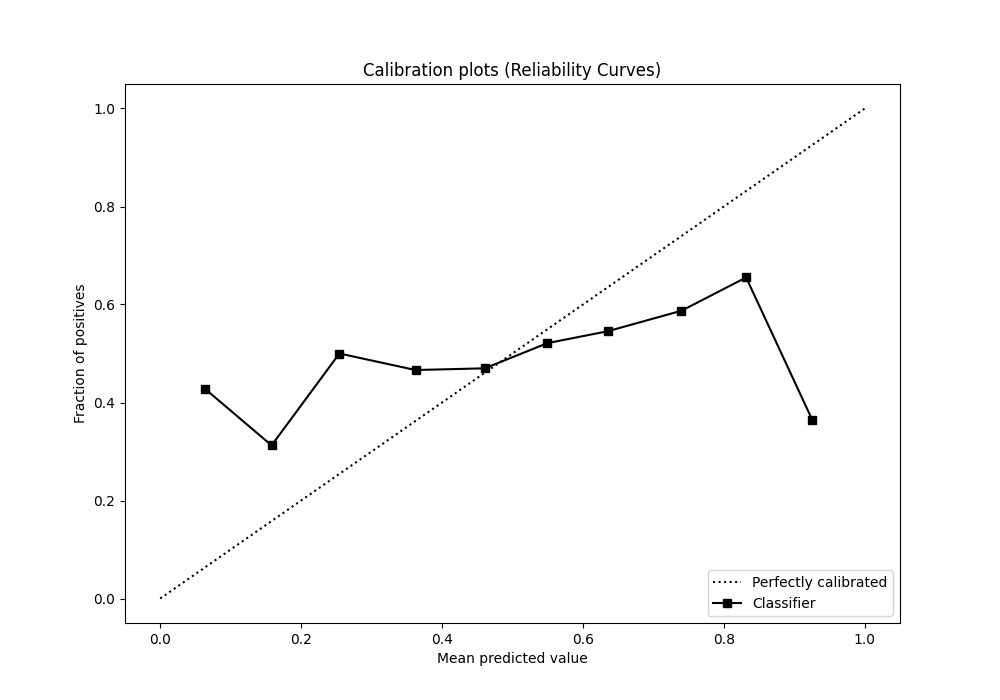 Calibration plots (Reliability Curves)
1.0
0.8
0.6
0.4
0.2
0.0
Fraction of positives
0.0 0.2 0.4 0.6 0.8 1.0
Mean predicted value
Perfectly calibrated
Classifier